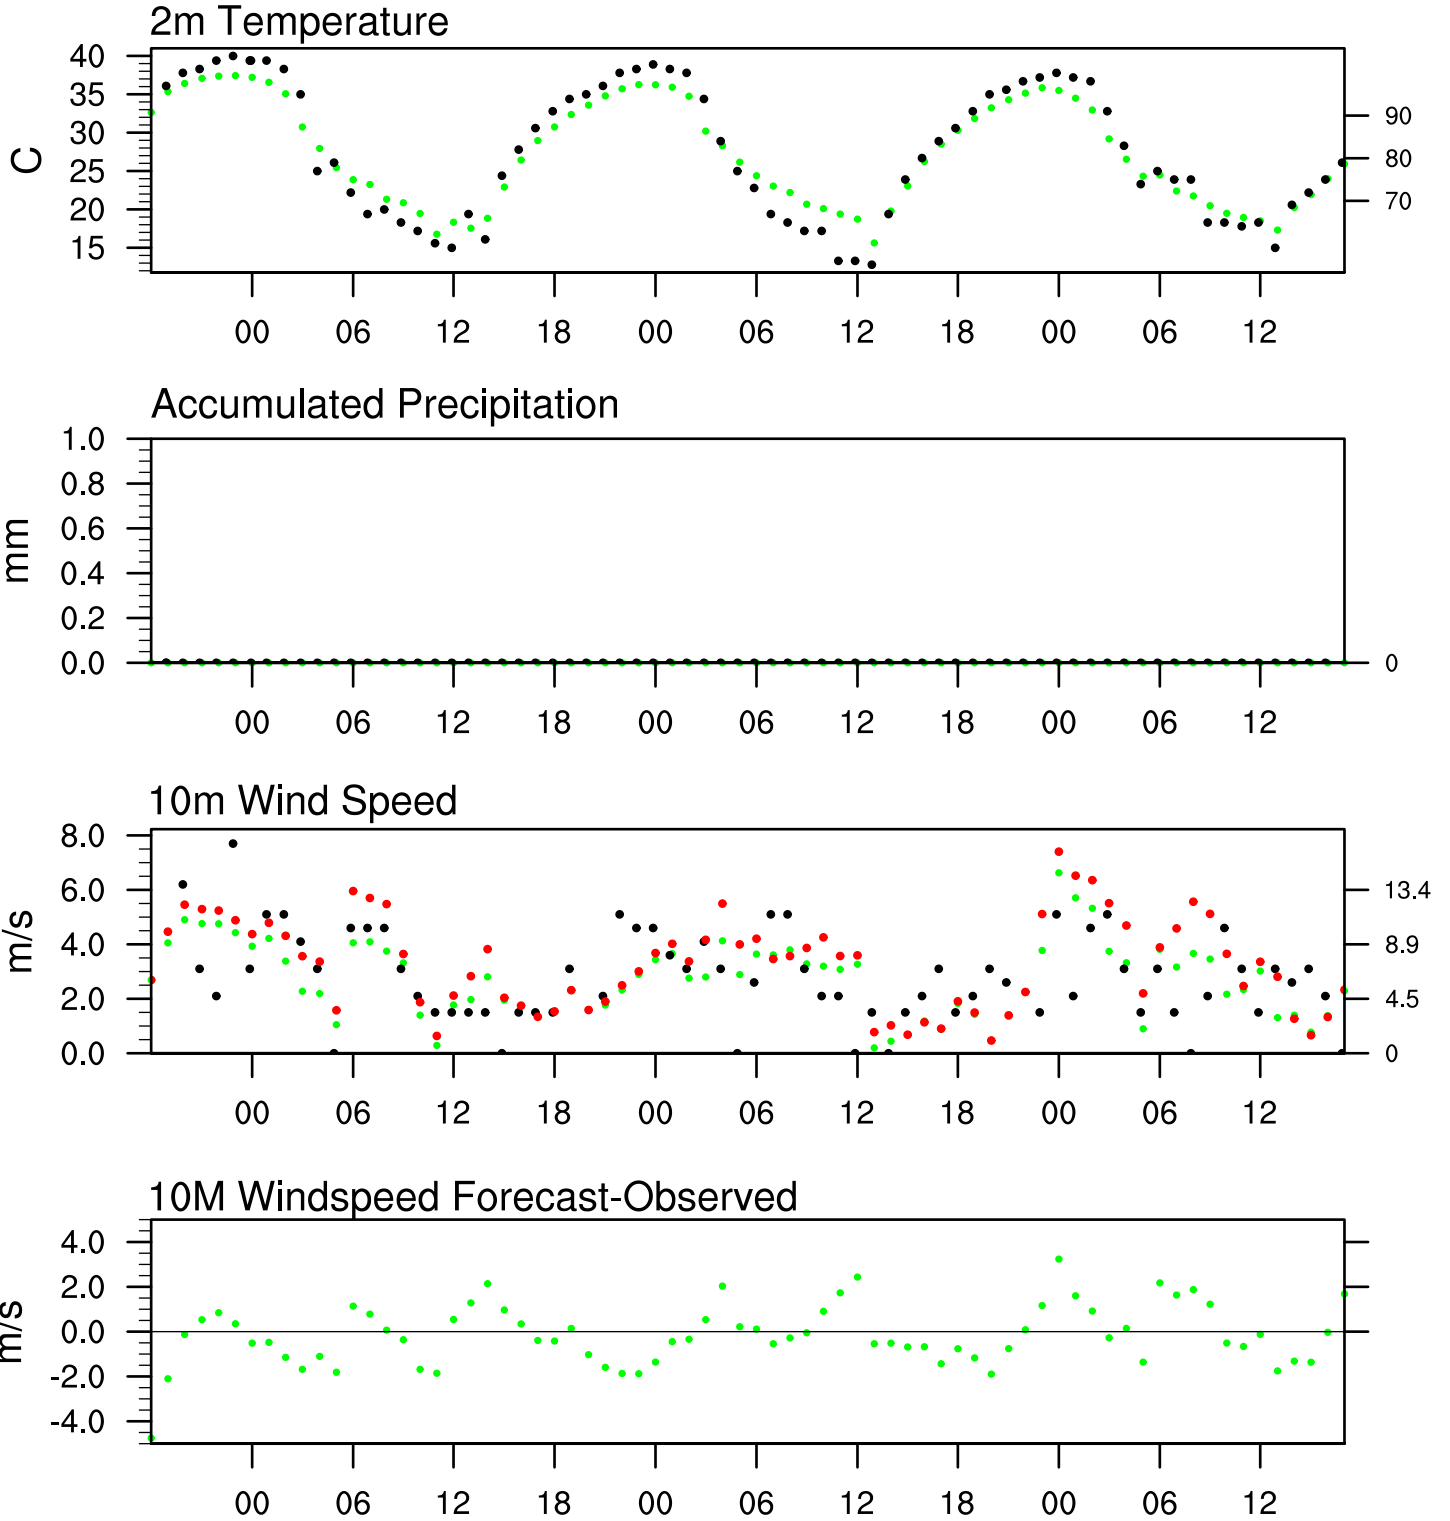 2m Temperature
40
35
30
25
20
15
C
90
80
70
00 06 12 18 00 06 12 18 00 06 12
Accumulated Precipitation
1.0
0.8
0.6
0.4
0.2
0.0
mm
0
00 06 12 18 00 06 12 18 00 06 12
10m Wind Speed
8.0
6.0
4.0
2.0
0.0
m/s
13.4
8.9
4.5
0
00 06 12 18 00 06 12 18 00 06 12
10M Windspeed Forecast-Observed
4.0
2.0
0.0
-2.0
-4.0
m/s
00 06 12 18 00 06 12 18 00 06 12